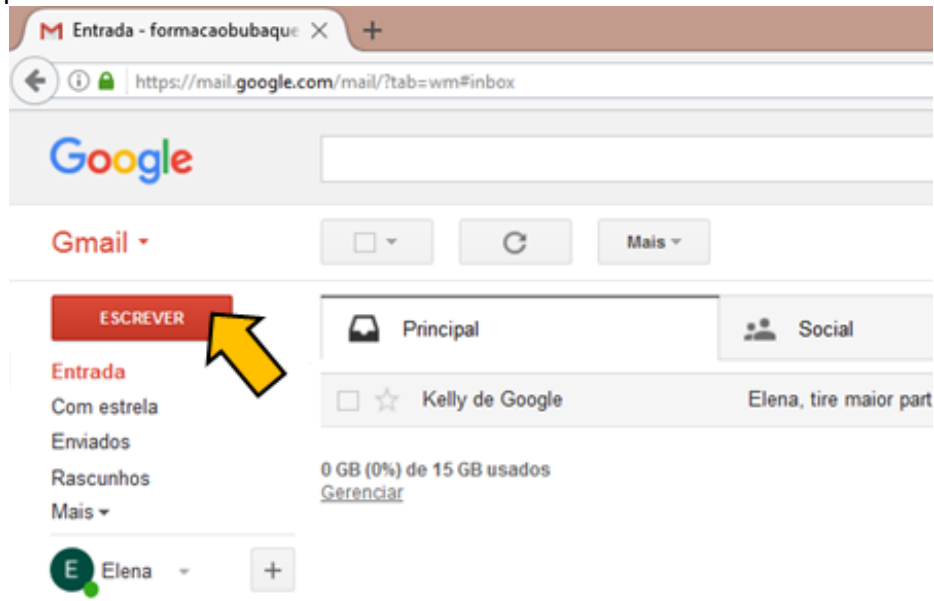 Entrada - formacaobubaque
https://mail.google.com/mail/?tab=wm#inbox
Google
Gmail
Mais
ESCREVER
Principal
Social
Entrada
Kelly de Google
Elena, tire maior part
Com estrela
Enviados
0 GB (0%) de 15 GB usados
Rascunhos
Gerenciar
Mais
E
Elena
+